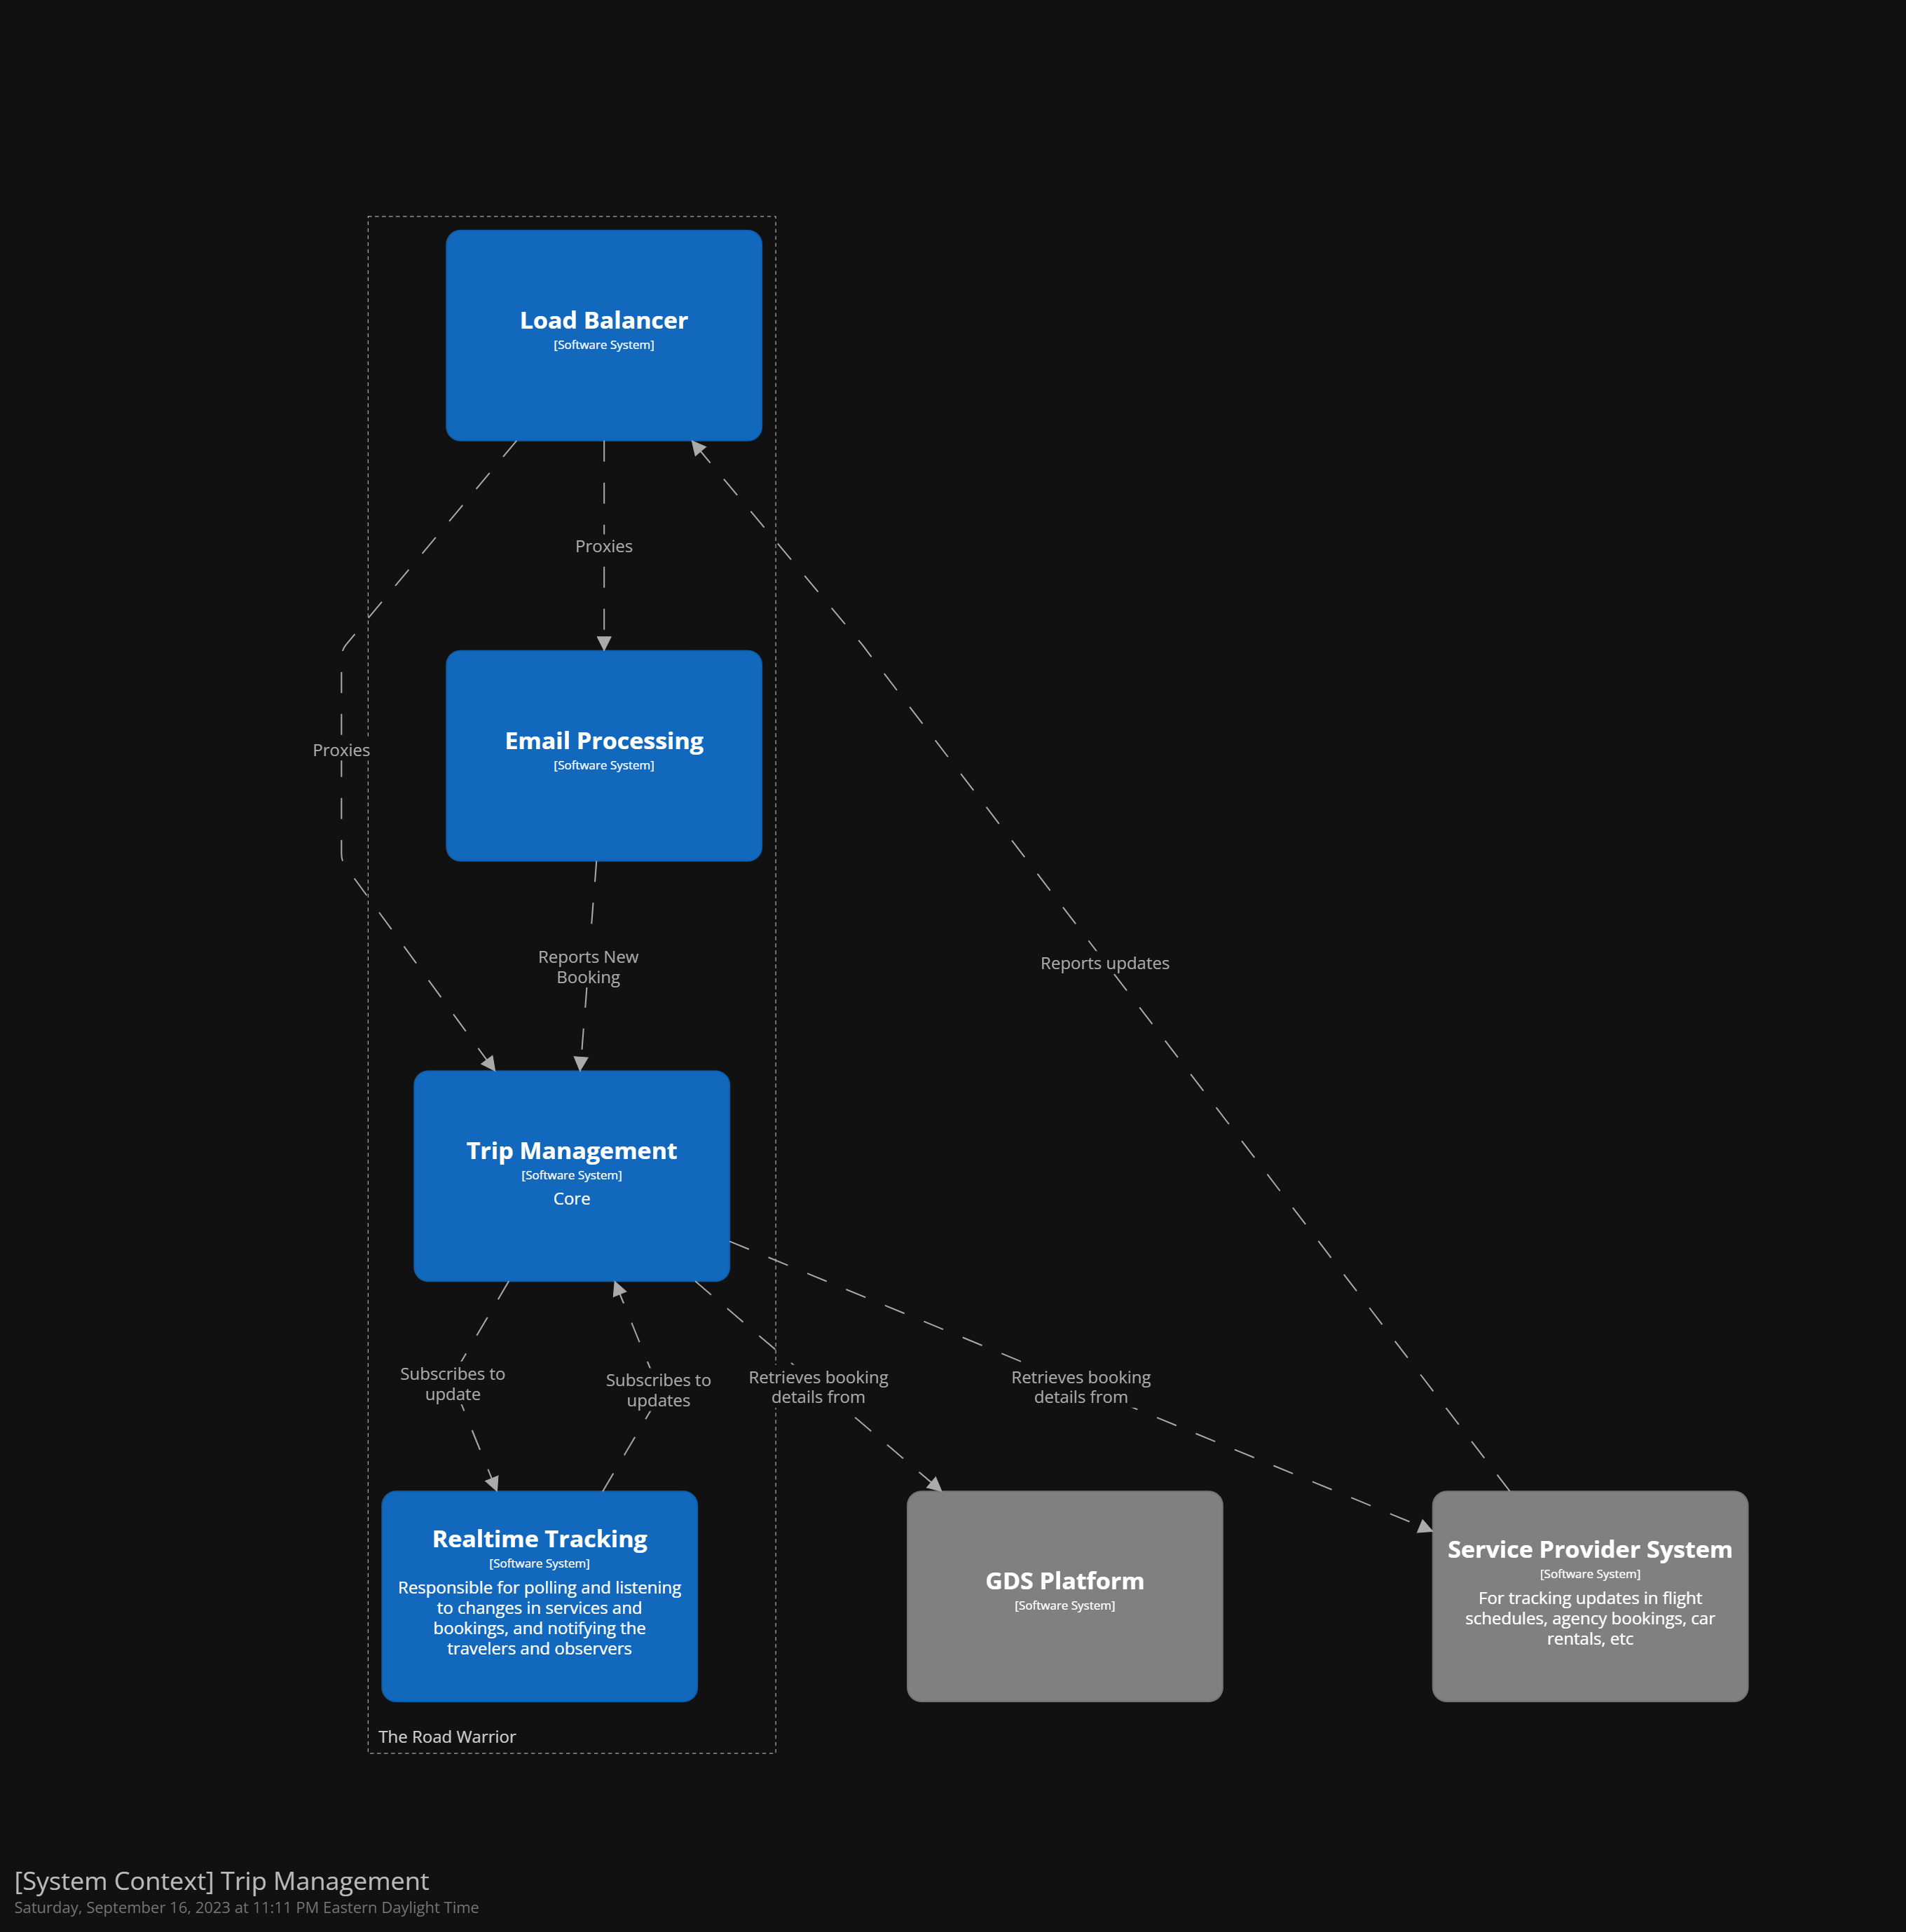 Load Balancer
[Software System]
Proxies
Email Processing
[Software System]
Proxies
Reports New
Booking
Reports updates
Trip Management
[Software System]
Core
Subscribes to
update
Subscribes to
updates
Retrieves booking
details from
Retrieves booking
details from
Realtime Tracking
[Software System]
Responsible for polling and listening
to changes in services and
bookings, and notifying the
travelers and observers
GDS Platform
[Software System]
Service Provider System
[Software System]
For tracking updates in flight
schedules, agency bookings, car
rentals, etc
The Road Warrior
[System Context] Trip Management
Saturday, September 16, 2023 at 11:11 PM Eastern Daylight Time